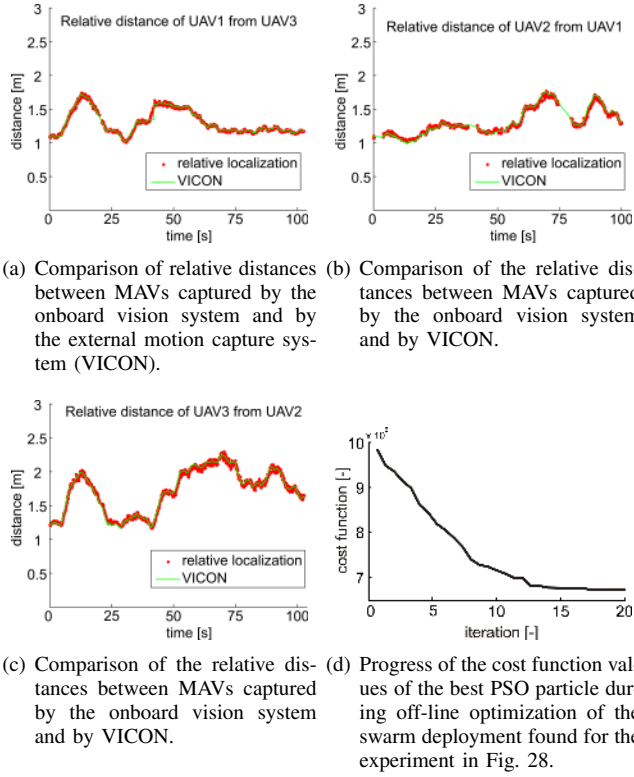 Relative distance of UAV1 from UAV3
3
2.5
2
1.5
1
0.5
distance [m]
relative localization
VICON
0
25
50
75
100
time [s]
Relative distance of UAV2 from UAV1
3
2.5
2
1.5
1
0.5
distance [m]
relative localization
VICON
0
25
50
75
100
time [s]
(a) Comparison of relative distances
between MAVs captured by the
onboard vision system and by
the external motion capture sys-
tem (VICON).
(b) Comparison of the relative dis-
tances between MAVs captured
by the onboard vision system
and by VICON.
Relative distance of UAV3 from UAV2
3
2.5
2
1.5
1
0.5
distance [m]
relative localization
VICON
0
25
50
75
100
time [s]
10
9
8
7
cost function [-]
0
5
10
15
20
iteration [-]
(c) Comparison of the relative dis-
tances between MAVs captured
by the onboard vision system
and by VICON.
(d) Progress of the cost function val-
ues of the best PSO particle dur-
ing off-line optimization of the
swarm deployment found for the
experiment in Fig. 28.